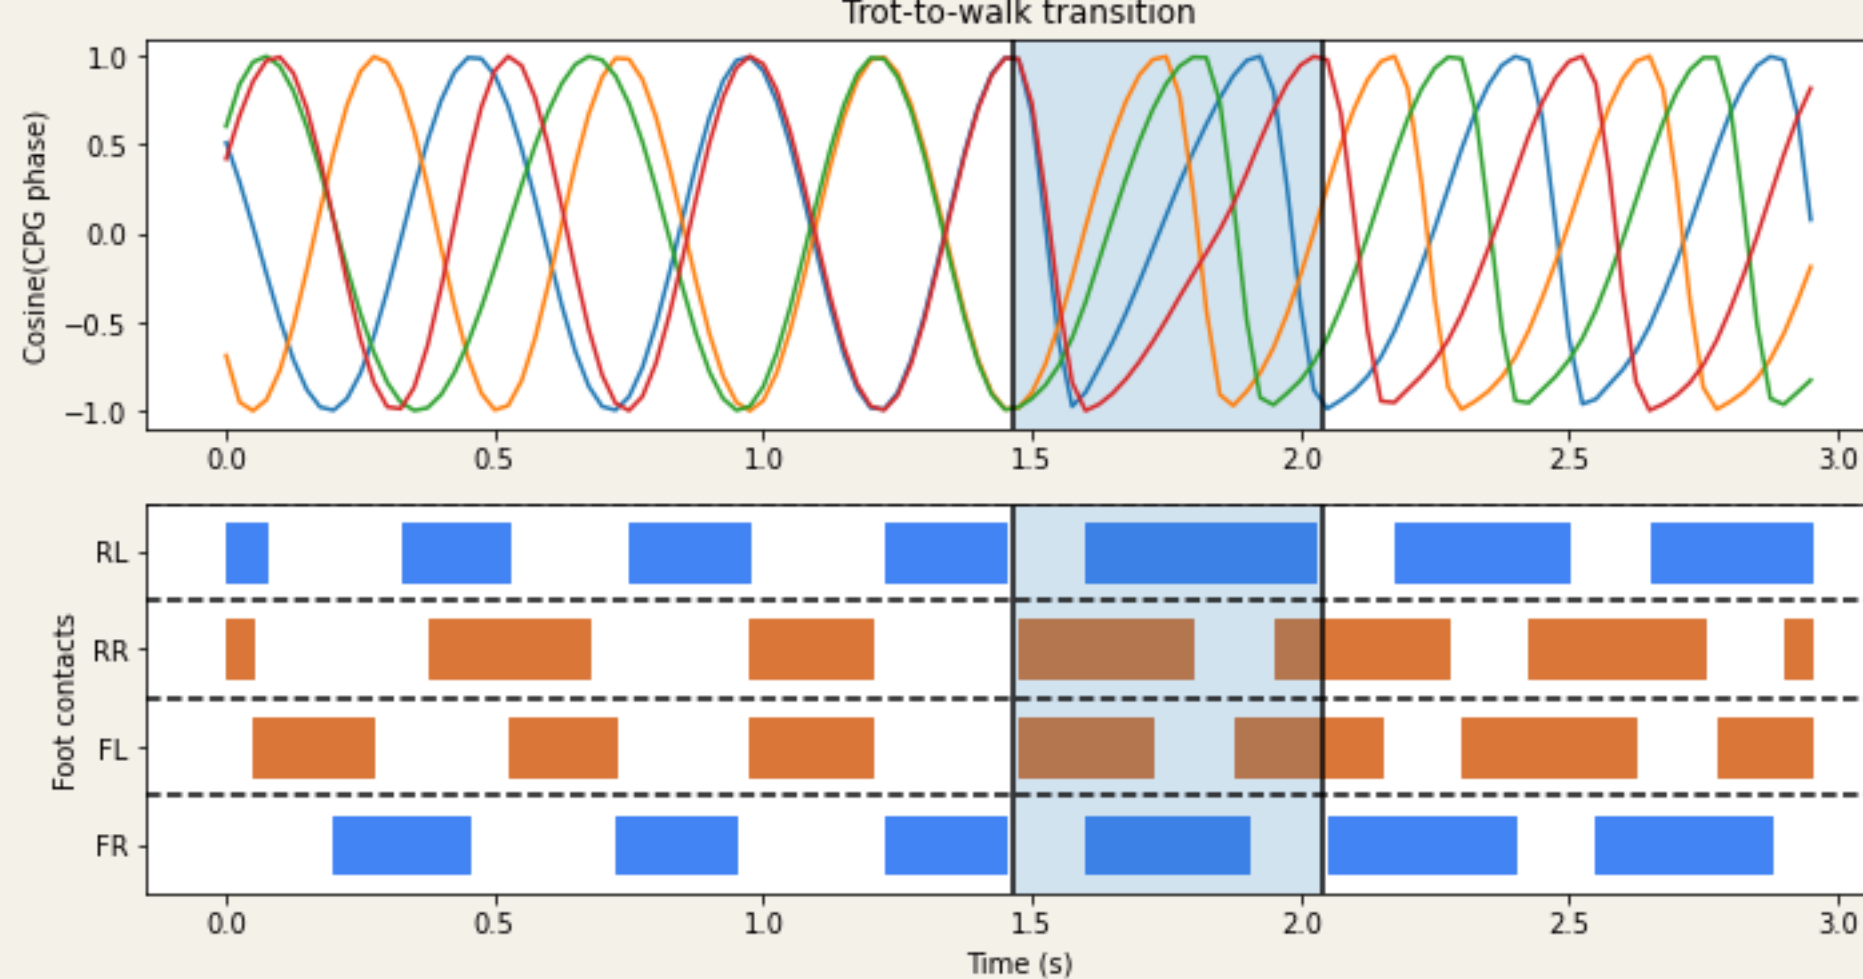 Trot-to-walk transition
Cosine(CPG phase)
1.0
0.5
0.0
−0.5
−1.0
0.0 0.5 1.0 1.5 2.0 2.5 3.0
Foot contacts
RL
RR
FL
FR
0.0 0.5 1.0 1.5 2.0 2.5 3.0
Time (s)